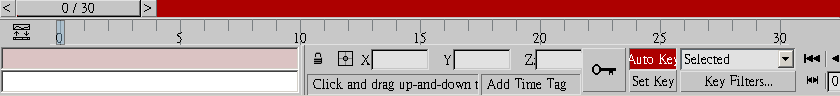 < 0 / 30 >
0 5 10 15 20 25 30
X Y Z: Auto Key Selected
Click and drag up-and-down t Add Time Tag Set Key Key Filters... 0